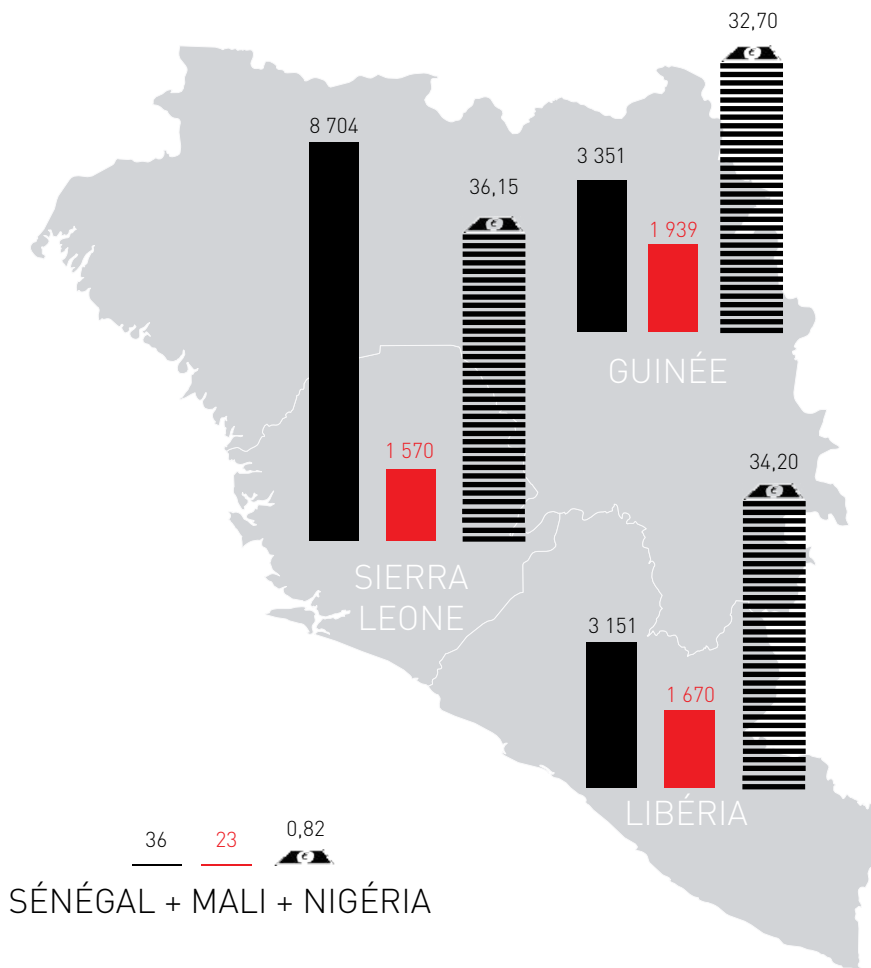 32,70
8 704
3 351
36,15
1 939
GUINÉE
1 570
34,20
SIERRA
LEONE
3 151
1 670
LIBÉRIA
36 23 0,82
SÉNÉGAL + MALI + NIGÉRIA